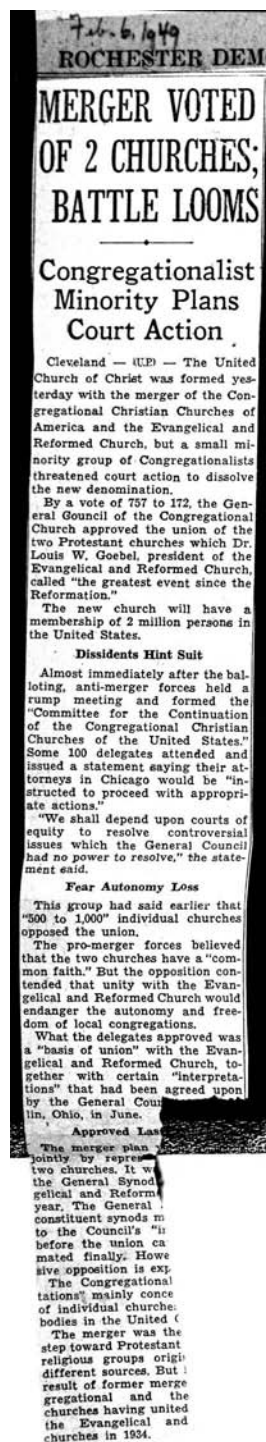 Feb. 6, 1949
ROCHESTER DEM
MERGER VOTED
OF 2 CHURCHES;
BATTLE LOOMS
Congregationalist
Minority Plans
Court Action
Cleveland — (U.P.) — The United
Church of Christ was formed yes-
terday with the merger of the Con-
gregational Christian Churches of
America and the Evangelical and
Reformed Church, but a small mi-
nority group of Congregationalists
threatened court action to dissolve
the new denomination.
By a vote of 757 to 172, the Gen-
eral Gouncil of the Congregational
Church approved the union of the
two Protestant churches which Dr.
Louis W. Goebel, president of the
Evangelical and Reformed Church,
called "the greatest event since the
Reformation."
The new church will have a
membership of 2 million persons in
the United States.
Dissidents Hint Suit
Almost immediately after the bal-
loting, anti-merger forces held a
rump meeting and formed the
"Committee for the Continuation
of the Congregational Christian
Churches of the United States."
Some 100 delegates attended and
issued a statement saying their at-
torneys in Chicago would be "in-
structed to proceed with appropri-
ate actions."
"We shall depend upon courts of
equity to resolve controversial
issues which the General Council
had no power to resolve," the state-
ment said.
Fear Autonomy Loss
This group had said earlier that
"500 to 1,000" individual churches
opposed the union.
The pro-merger forces believed
that the two churches have a "com-
mon faith." But the opposition con-
tended that unity with the Evan-
gelical and Reformed Church would
endanger the autonomy and free-
dom of local congregations.
What the delegates approved was
a "basis of union" with the Evan-
gelical and Reformed Church, to-
gether with certain "interpreta-
tions" that had been agreed upon
by the General Coun
lin, Ohio, in June.
Approved Las
The merger plan
jointly by repres
two churches. It w
the General Synod
gelical and Reform
year. The General
constituent synods m
to the Council's "i
before the union ca
mated finally. Howe
sive opposition is exp
The Congregational
tations" mainly conce
of individual churche
bodies in the United
The merger was the
step toward Protestant
religious groups origi
different sources. But
result of former merge
gregational and the
churches having united
the Evangelical and
churches in 1934.